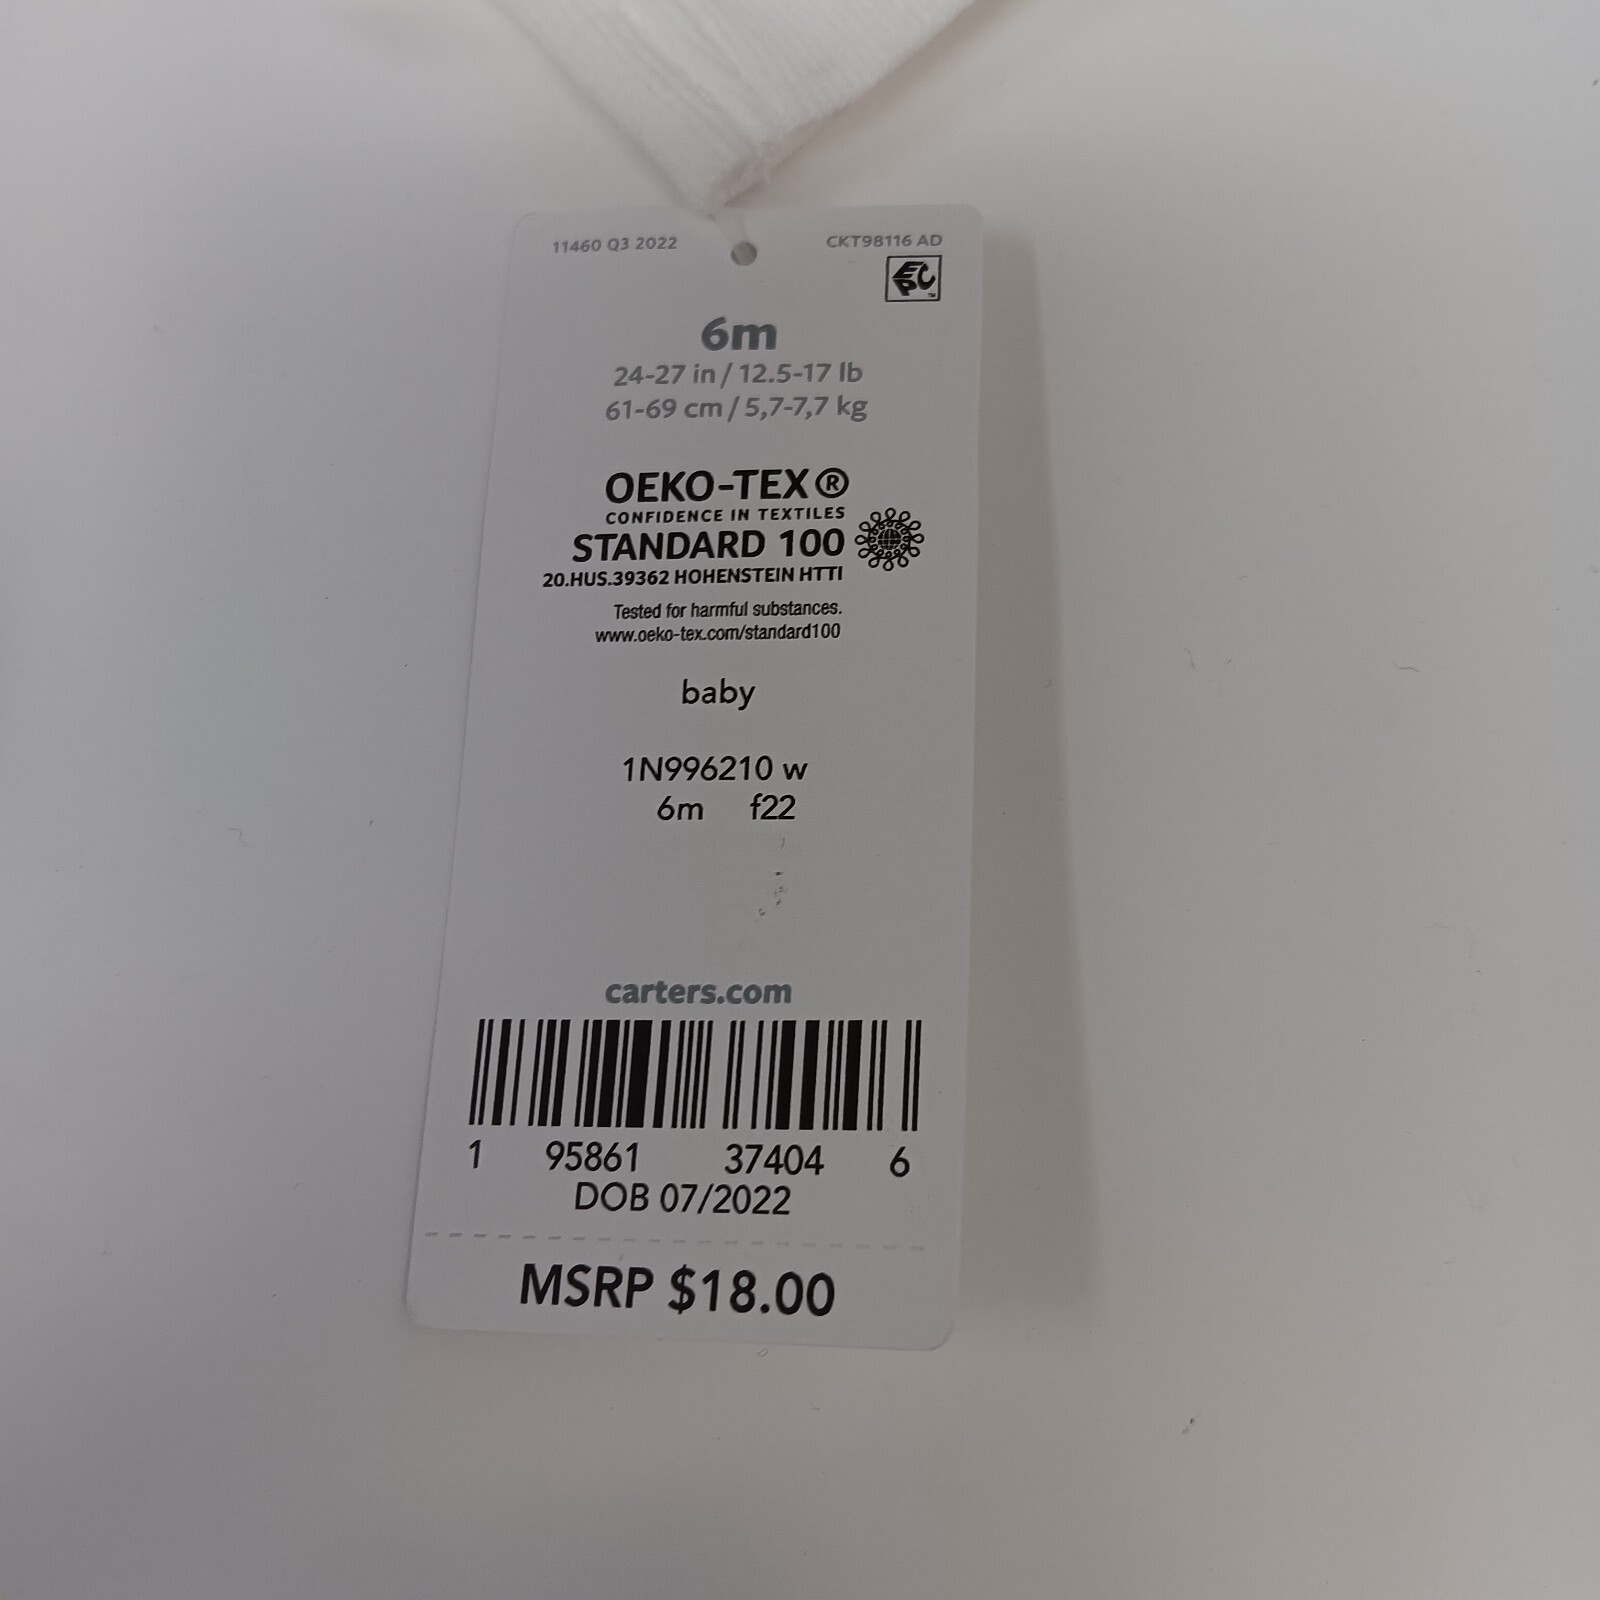 11460 Q3 2022
CKT98116 AD
EPC™
6m
24-27 in / 12.5-17 lb
61-69 cm / 5,7-7,7 kg
OEKO-TEX®
CONFIDENCE IN TEXTILES
STANDARD 100
20.HUS.39362 HOHENSTEIN HTTI
Tested for harmful substances.
www.oeko-tex.com/standard100
baby
1N996210 w
6m f22
carters.com
1 95861 37404 6
DOB 07/2022
MSRP $18.00